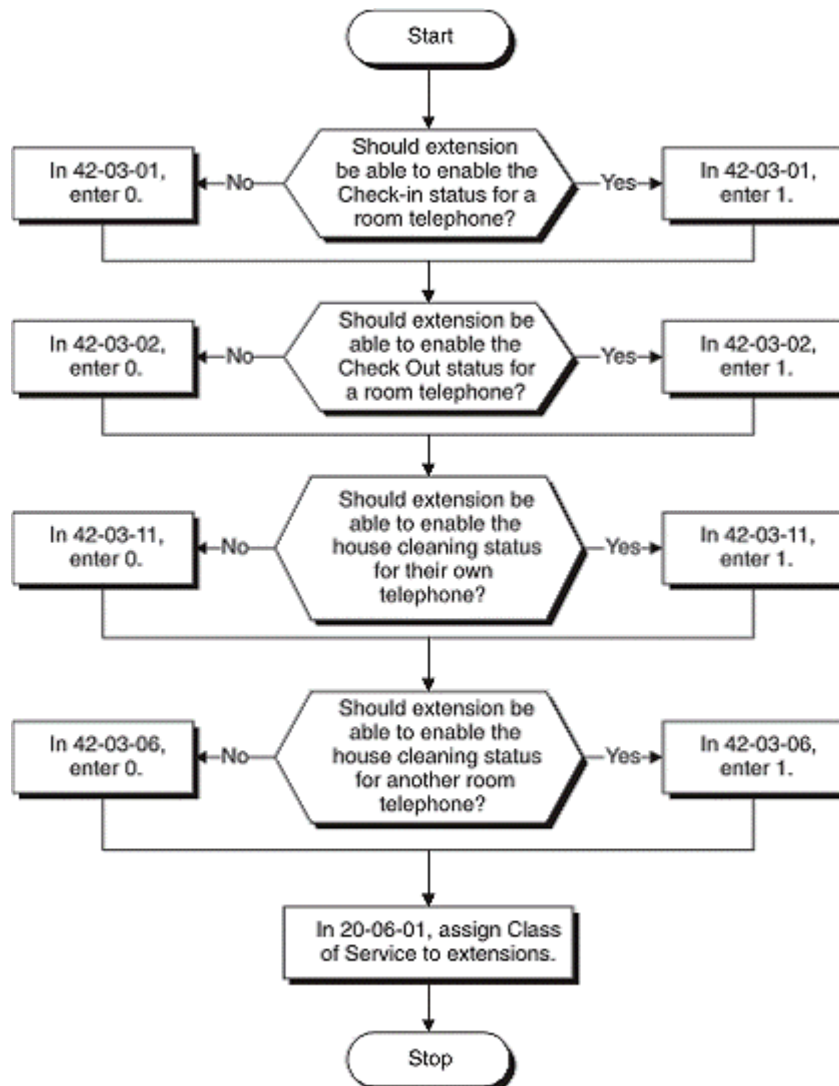 Start
Should extension
be able to enable the
Check-in status for a
room telephone?
No
Yes
In 42-03-01,
enter 0.
In 42-03-01,
enter 1.
Should extension be
able to enable the
Check Out status for
a room telephone?
No
Yes
In 42-03-02,
enter 0.
In 42-03-02,
enter 1.
Should extension be
able to enable the
house cleaning status
for their own
telephone?
No
Yes
In 42-03-11,
enter 0.
In 42-03-11,
enter 1.
Should extension be
able to enable the
house cleaning status
for another room
telephone?
No
Yes
In 42-03-06,
enter 0.
In 42-03-06,
enter 1.
In 20-06-01, assign Class
of Service to extensions.
Stop